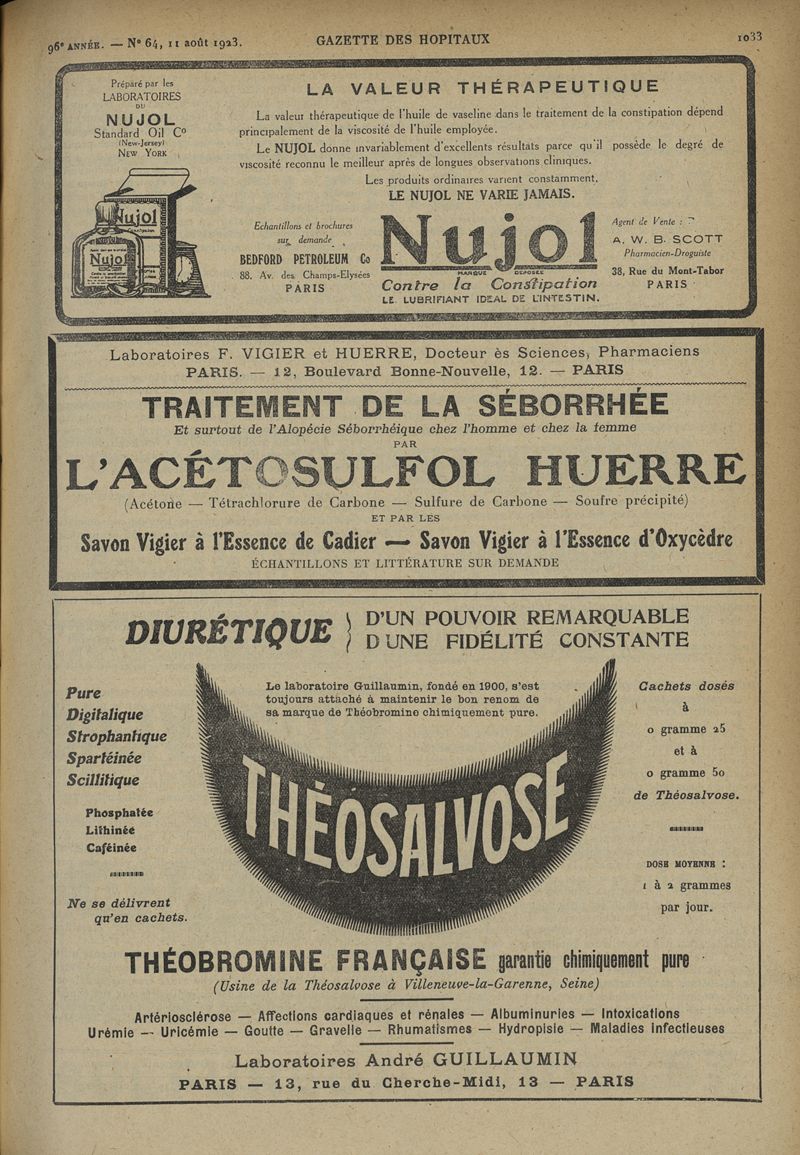 96e ANNÉE. — N° 64, 11 août 1923.
GAZETTE DES HOPITAUX
1033
Préparé par les
LABORATOIRES
DU
NUJOL
Standard Oil Co
(New-Jersey)
NEW YORK
Nujol
Nujol
LA VALEUR THÉRAPEUTIQUE
La valeur thérapeutique de l'huile de vaseline dans le traitement de la constipation dépend
principalement de la viscosité de l'huile employée.
Le NUJOL donne invariablement d'excellents résultats parce qu'il possède le degré de
viscosité reconnu le meilleur après de longues observations cliniques.
Les produits ordinaires varient constamment,
LE NUJOL NE VARIE JAMAIS.
Echantillons et brochures
sur demande
BEDFORD PETROLEUM Co
88. Av. des Champs-Elysées
PARIS
Nujol
MARQUE DEPOSÉE
Contre la Constipation
LE LUBRIFIANT IDEAL DE L'INTESTIN.
Agent de Vente :
A. W. B. SCOTT
Pharmacien-Droguiste
38, Rue du Mont-Tabor
PARIS
Laboratoires F. VIGIER et HUERRE, Docteur ès Sciences, Pharmaciens
PARIS. — 12, Boulevard Bonne-Nouvelle, 12. — PARIS
TRAITEMENT DE LA SÉBORRHÉE
Et surtout de l'Alopécie Séborrhéique chez l'homme et chez la femme
PAR
L'ACÉTOSULFOL HUERRE
(Acétone — Tétrachlorure de Carbone — Sulfure de Carbone — Soufre précipité)
ET PAR LES
Savon Vigier à l'Essence de Cadier — Savon Vigier à l'Essence d'Oxycèdre
ÉCHANTILLONS ET LITTÉRATURE SUR DEMANDE
DIURÉTIQUE } D'UN POUVOIR REMARQUABLE
D'UNE FIDÉLITÉ CONSTANTE
Pure
Digitalique
Strophantique
Spartéinée
Scillitique
Phosphatée
Lithinée
Caféinée
Ne se délivrent
qu'en cachets.
Le laboratoire Guillaumin, fondé en 1900, s'est
toujours attaché à maintenir le bon renom de
sa marque de Théobromine chimiquement pure.
THÉOSALVOSE
Cachets dosés
à
0 gramme 25
et à
0 gramme 50
de Théosalvose.
DOSE MOYENNE :
1 à 2 grammes
par jour.
THÉOBROMINE FRANÇAISE garantie chimiquement pure
(Usine de la Théosalvose à Villeneuve-la-Garenne, Seine)
Artériosclérose — Affections cardiaques et rénales — Albuminuries — Intoxications
Urémie — Uricémie — Goutte — Gravelle — Rhumatismes — Hydropisie — Maladies infectieuses
Laboratoires André GUILLAUMIN
PARIS — 13, rue du Cherche-Midi, 13 — PARIS